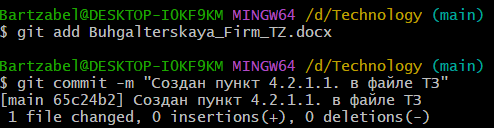 Bartzabel@DESKTOP-I0KF9KM MINGW64 /d/Technology (main)
$ git add Buhgalterskaya_Firm_TZ.docx
Bartzabel@DESKTOP-I0KF9KM MINGW64 /d/Technology (main)
$ git commit -m "Создан пункт 4.2.1.1. в файле ТЗ"
[main 65c24b2] Создан пункт 4.2.1.1. в файле ТЗ
1 file changed, 0 insertions(+), 0 deletions(-)